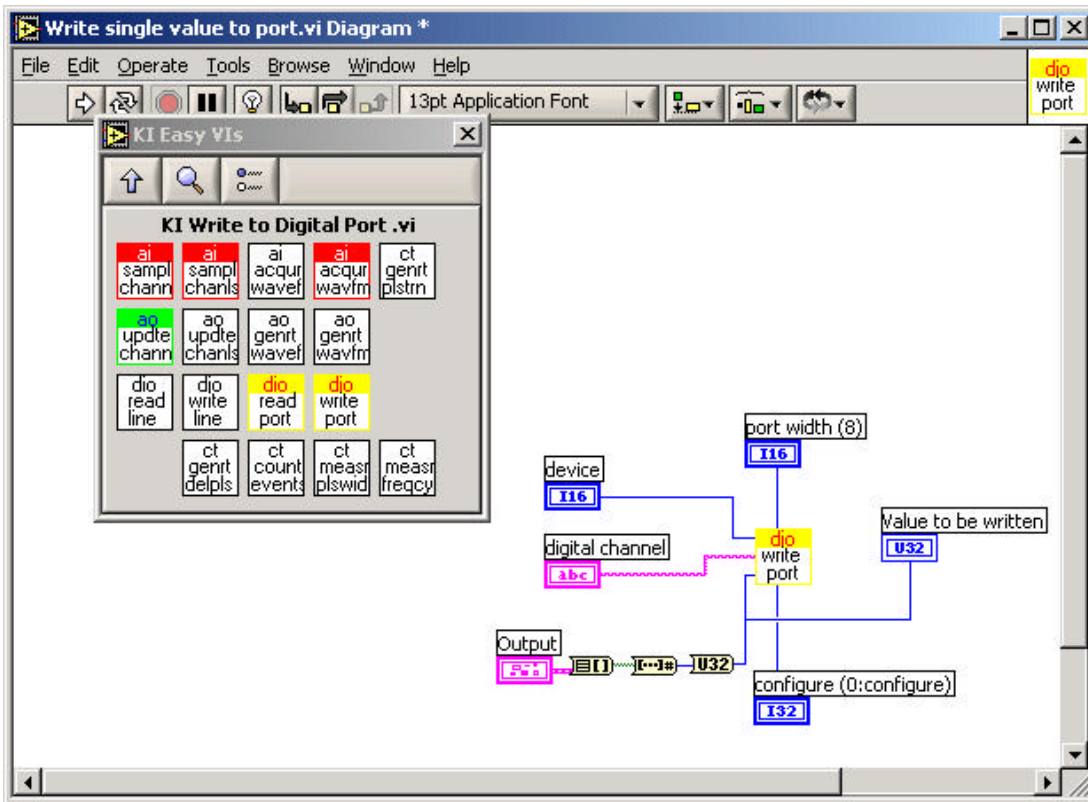 Write single value to port.vi Diagram *
File Edit Operate Tools Browse Window Help
13pt Application Font
dio
write
port
KI Easy VIs
KI Write to Digital Port .vi
ai
sampl
chann
ai
sampl
chanls
ai
acqur
wavef
ai
acqur
wavfm
ct
genrt
plstrn
ao
updte
chann
ao
updte
chanls
ao
genrt
wavef
ao
genrt
wavfm
dio
read
line
dio
write
line
dio
read
port
dio
write
port
ct
genrt
delpls
ct
count
events
ct
measr
plswid
ct
measr
freqcy
port width (8)
I16
device
I16
Value to be written
U32
dio
write
port
digital channel
abc
Output
[]
[···]#
U32
configure (0:configure)
I32